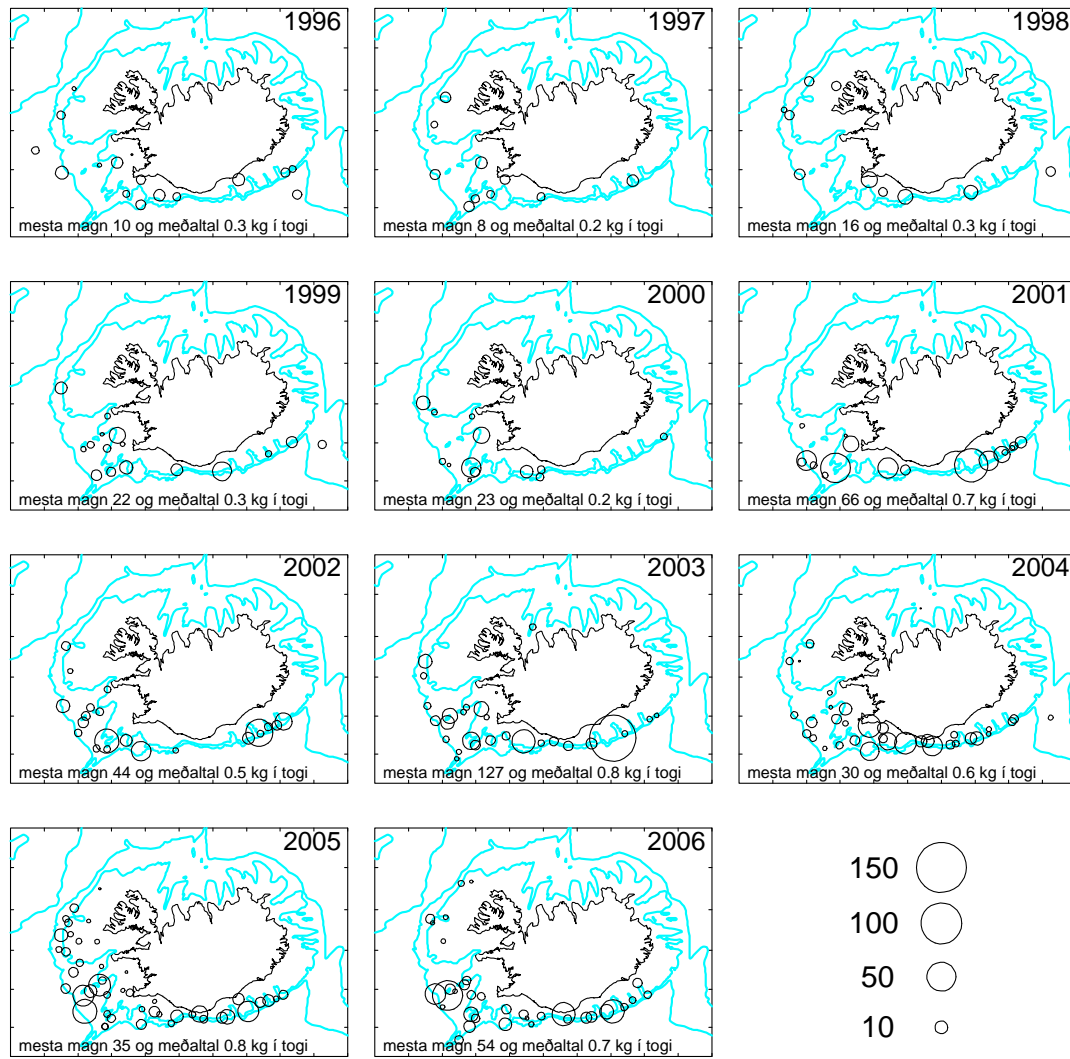 1996
mesta magn 10 og meðaltal 0.3 kg í togi
1997
mesta magn 8 og meðaltal 0.2 kg í togi
1998
mesta magn 16 og meðaltal 0.3 kg í togi
1999
mesta magn 22 og meðaltal 0.3 kg í togi
2000
mesta magn 23 og meðaltal 0.2 kg í togi
2001
mesta magn 66 og meðaltal 0.7 kg í togi
2002
mesta magn 44 og meðaltal 0.5 kg í togi
2003
mesta magn 127 og meðaltal 0.8 kg í togi
2004
mesta magn 30 og meðaltal 0.6 kg í togi
2005
mesta magn 35 og meðaltal 0.8 kg í togi
2006
mesta magn 54 og meðaltal 0.7 kg í togi
150
100
50
10